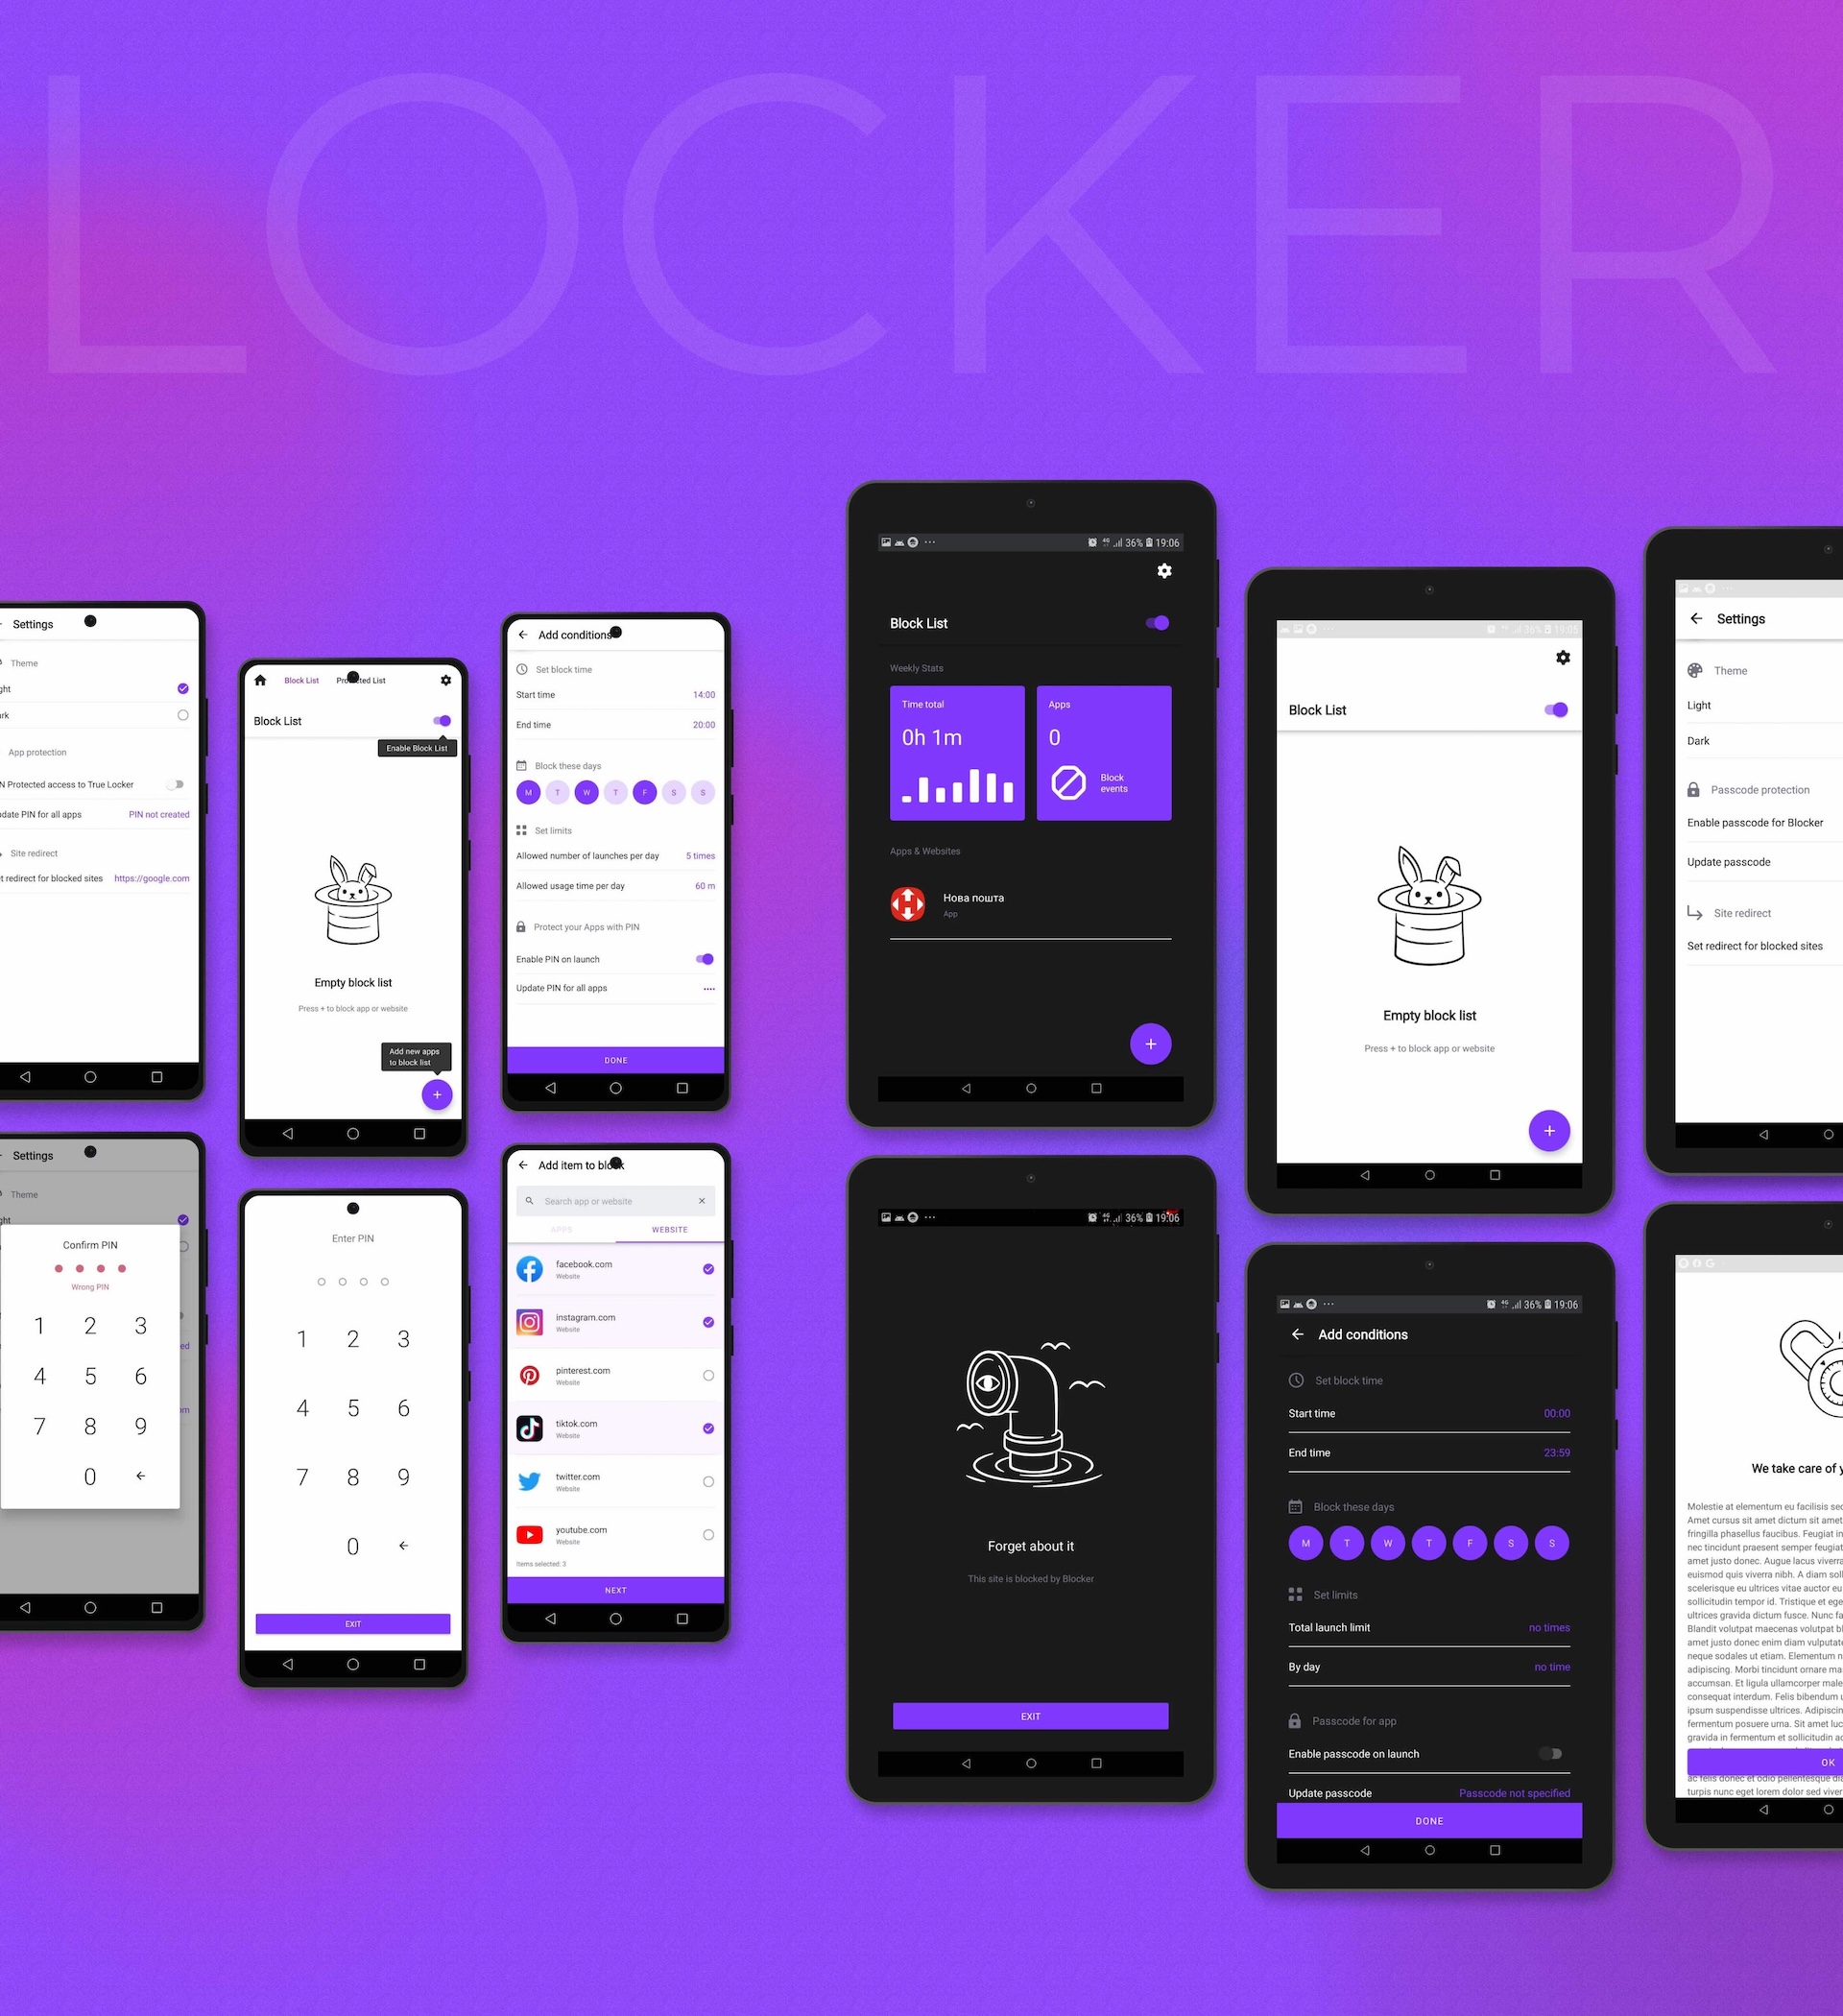 LOCKER
Settings
Theme
ght
rk
App protection
N Protected access to True Locker
date PIN for all apps PIN not created
Site redirect
t redirect for blocked sites https://google.com
Block List Pro ted List
Block List
Enable Block List
Empty block list
Press + to block app or website
Add new apps
to block list
+
Add conditions
Set block time
Start time 14:00
End time 20:00
Block these days
M T W T F S S
Set limits
Allowed number of launches per day 5 times
Allowed usage time per day 60 m
Protect your Apps with PIN
Enable PIN on launch
Update PIN for all apps ····
DONE
4G 36% 19:06
Block List
Weekly Stats
Time total
0h 1m
Apps
0
Block
events
Apps & Websites
Нова пошта
App
+
36% 19:05
Block List
Empty block list
Press + to block app or website
+
Settings
Theme
Light
Dark
Passcode protection
Enable passcode for Blocker
Update passcode
Site redirect
Set redirect for blocked sites
Settings
Theme
ght
Confirm PIN
Wrong PIN
1 2 3
4 5 6
7 8 9
0 ←
ed
om
Enter PIN
1 2 3
4 5 6
7 8 9
0 ←
EXIT
Add item to block
Search app or website
APPS WEBSITE
facebook.com
Website
instagram.com
Website
pinterest.com
Website
tiktok.com
Website
twitter.com
Website
youtube.com
Website
Items selected: 3
NEXT
4G 36% 19:06
Forget about it
This site is blocked by Blocker
EXIT
4G 36% 19:06
Add conditions
Set block time
Start time 00:00
End time 23:59
Block these days
M T W T F S S
Set limits
Total launch limit no times
By day no time
Passcode for app
Enable passcode on launch
Update passcode Passcode not specified
DONE
We take care of y
Molestie at elementum eu facilisis sed
Amet cursus sit amet dictum sit amet
fringilla phasellus faucibus. Feugiat in
nec tincidunt praesent semper feugiat
amet justo donec. Augue lacus viverra
euismod quis viverra nibh. A diam soll
scelerisque eu ultrices vitae auctor eu
sollicitudin tempor id. Tristique et ege
ultrices gravida dictum fusce. Nunc fa
Blandit volutpat maecenas volutpat bl
amet justo donec enim diam vulputate
neque sodales ut etiam. Elementum n
adipiscing. Morbi tincidunt ornare ma
accumsan. Et ligula ullamcorper male
consequat interdum. Felis bibendum u
ipsum suspendisse ultrices. Adipiscin
fermentum posuere urna. Sit amet luc
gravida in fermentum et sollicitudin ac
OK
ac felis donec et odio pellentesque dia
turpis nunc eget lorem dolor sed viver